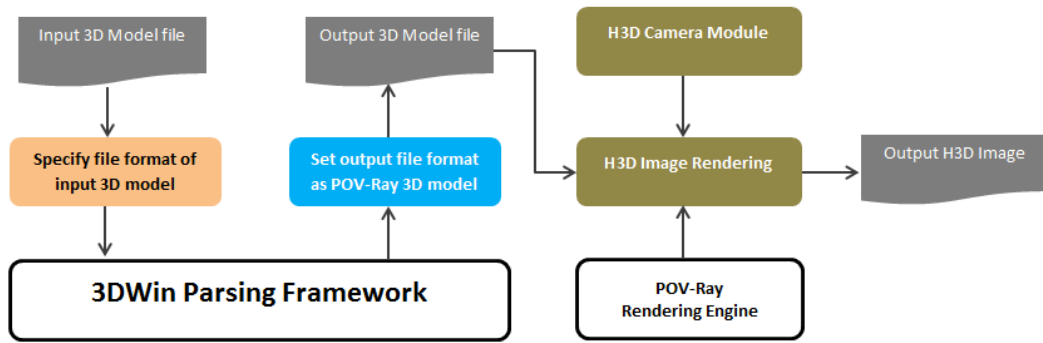 Input 3D Model file
Output 3D Model file
H3D Camera Module
Specify file format of
input 3D model
Set output file format
as POV-Ray 3D model
H3D Image Rendering
Output H3D Image
3DWin Parsing Framework
POV-Ray
Rendering Engine